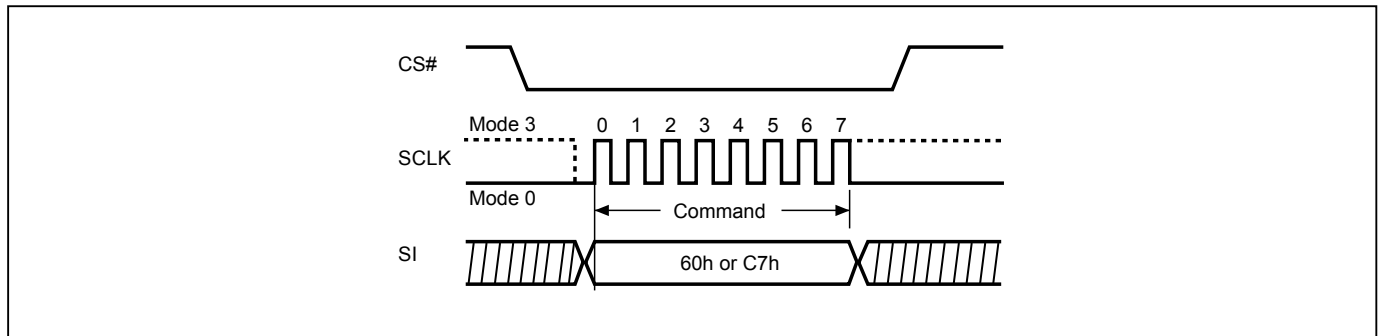 CS#
Mode 3
0 1 2 3 4 5 6 7
SCLK
Mode 0
Command
SI
60h or C7h